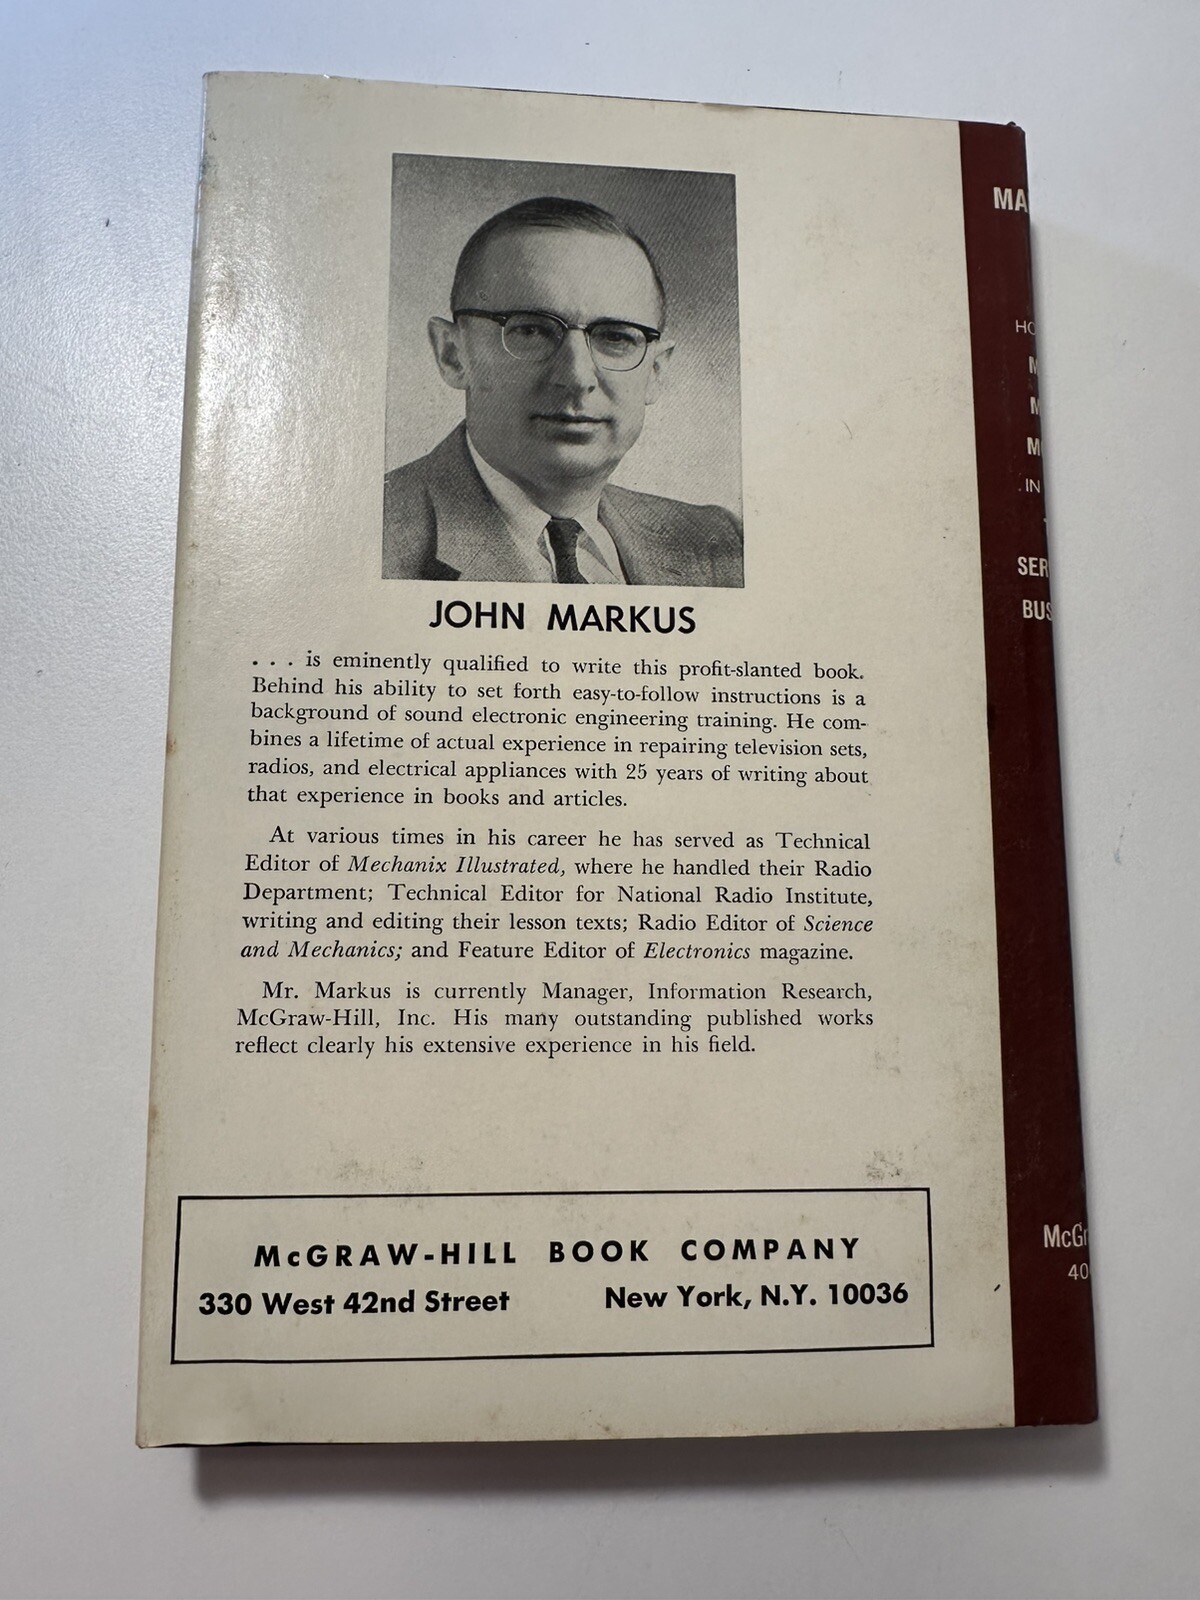 JOHN MARKUS
. . . is eminently qualified to write this profit-slanted book.
Behind his ability to set forth easy-to-follow instructions is a
background of sound electronic engineering training. He com-
bines a lifetime of actual experience in repairing television sets,
radios, and electrical appliances with 25 years of writing about
that experience in books and articles.
At various times in his career he has served as Technical
Editor of Mechanix Illustrated, where he handled their Radio
Department; Technical Editor for National Radio Institute,
writing and editing their lesson texts; Radio Editor of Science
and Mechanics; and Feature Editor of Electronics magazine.
Mr. Markus is currently Manager, Information Research,
McGraw-Hill, Inc. His many outstanding published works
reflect clearly his extensive experience in his field.
McGRAW-HILL BOOK COMPANY
330 West 42nd Street New York, N.Y. 10036
MA
HO
M
M
IN
SER
BUS
McGr
40